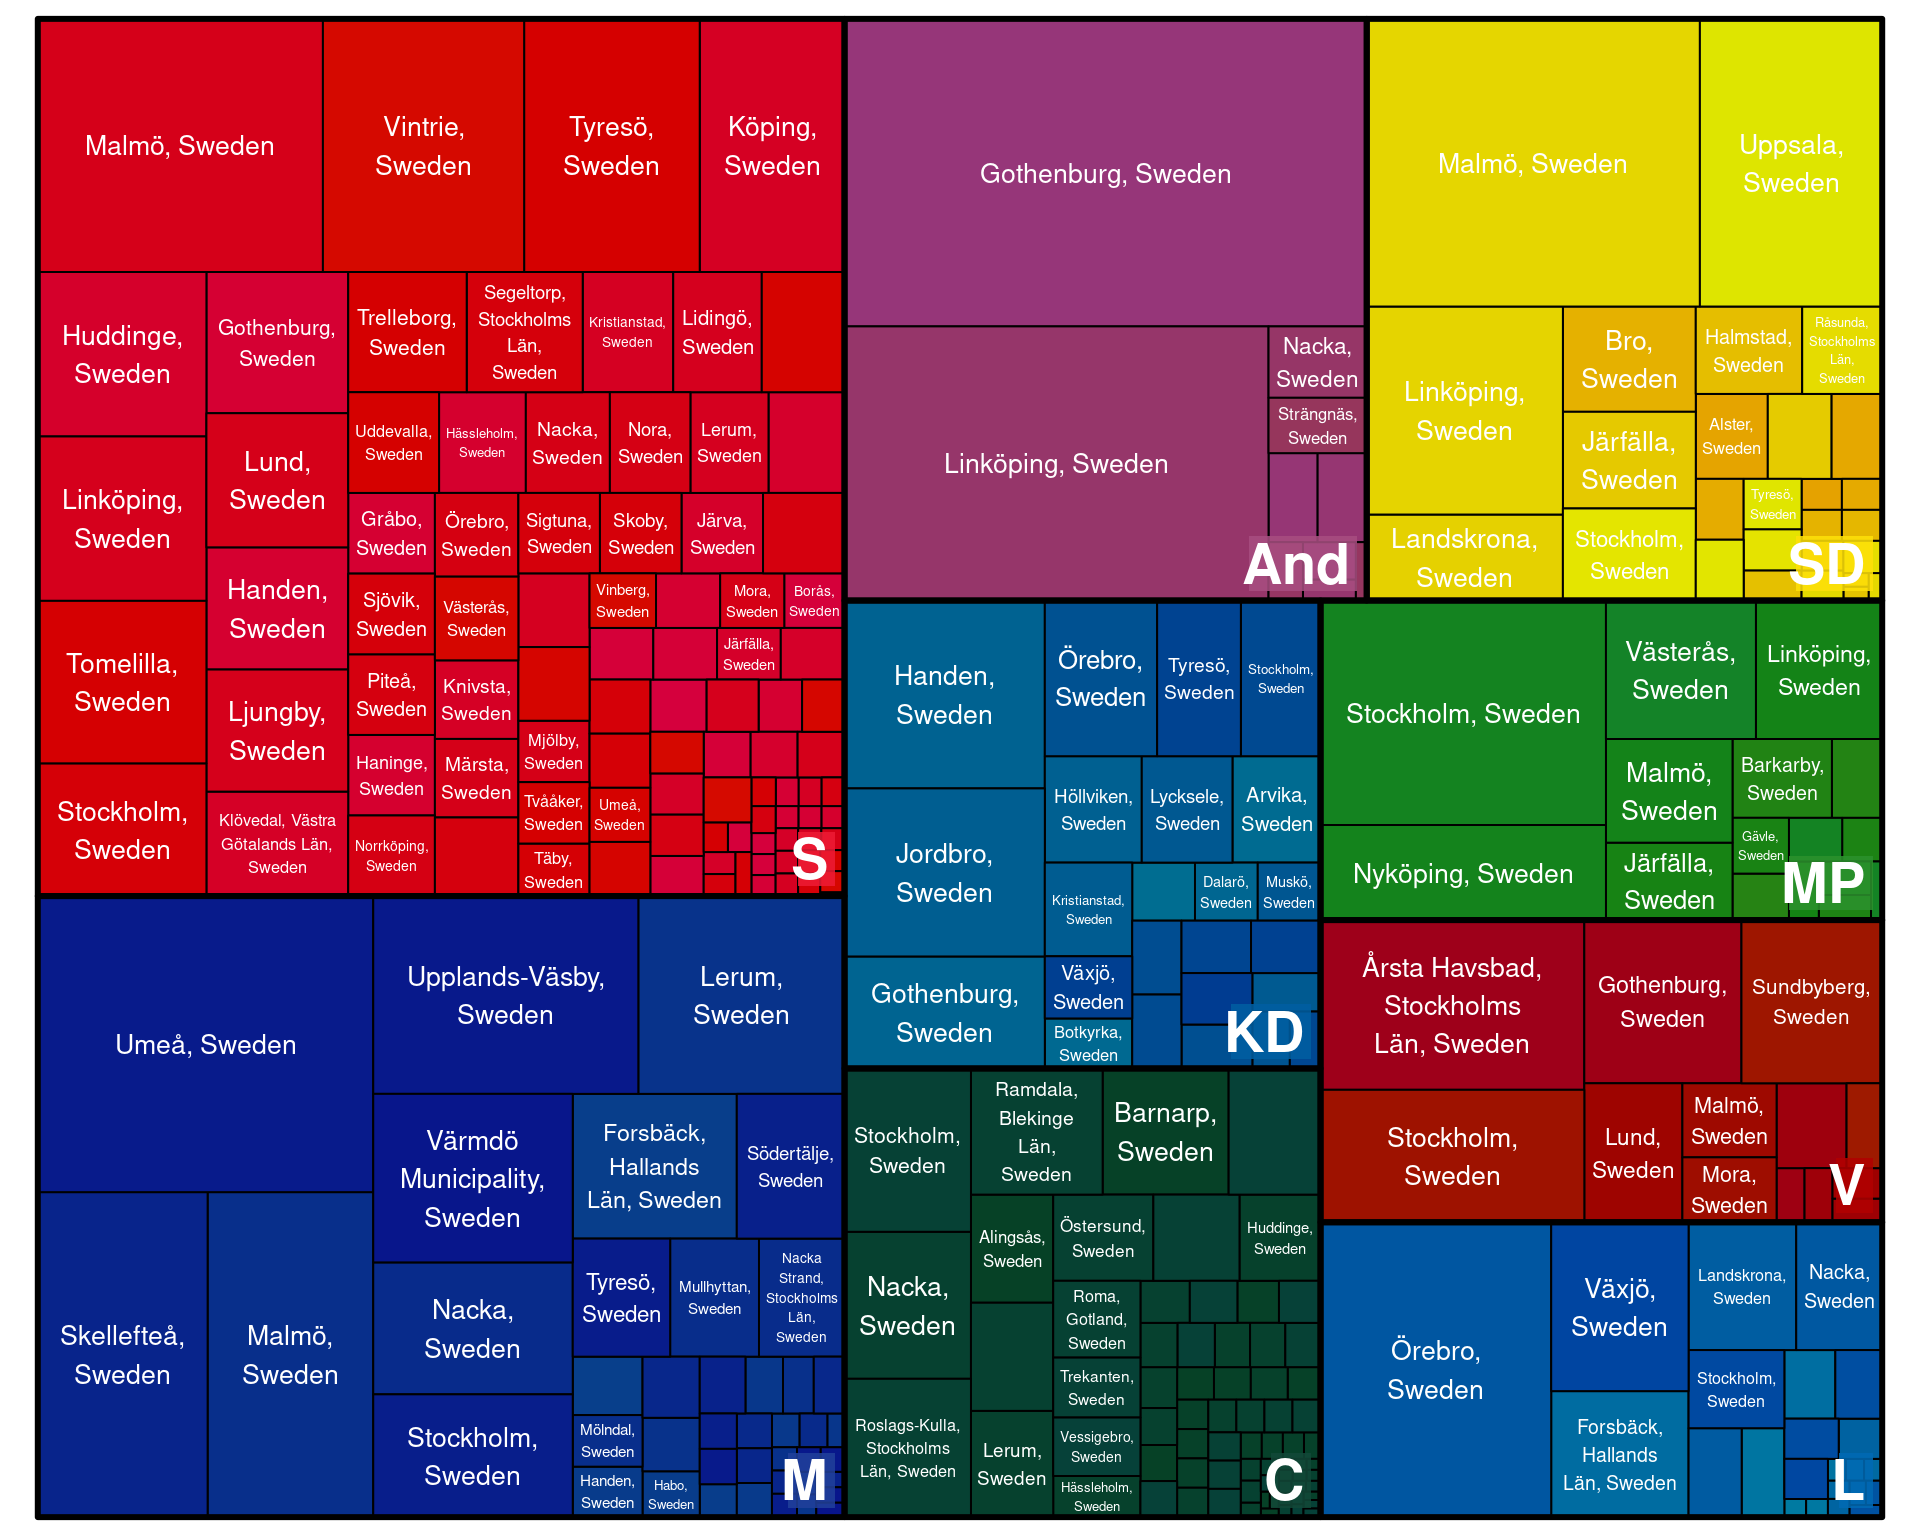 Malmö, Sweden
Vintrie,
Sweden
Tyresö,
Sweden
Köping,
Sweden
Huddinge,
Sweden
Gothenburg,
Sweden
Trelleborg,
Sweden
Segeltorp,
Stockholms
Län,
Sweden
Kristianstad,
Sweden
Lidingö,
Sweden
Uddevalla,
Sweden
Hässleholm,
Sweden
Nacka,
Sweden
Nora,
Sweden
Lerum,
Sweden
Linköping,
Sweden
Lund,
Sweden
Gråbo,
Sweden
Örebro,
Sweden
Sigtuna,
Sweden
Skoby,
Sweden
Järva,
Sweden
Handen,
Sweden
Sjövik,
Sweden
Västerås,
Sweden
Vinberg,
Sweden
Mora,
Sweden
Borås,
Sweden
Järfälla,
Sweden
Tomelilla,
Sweden
Ljungby,
Sweden
Piteå,
Sweden
Knivsta,
Sweden
Mjölby,
Sweden
Haninge,
Sweden
Märsta,
Sweden
Tvååker,
Sweden
Umeå,
Sweden
Stockholm,
Sweden
Klövedal, Västra
Götalands Län,
Sweden
Norrköping,
Sweden
Täby,
Sweden
S
Umeå, Sweden
Upplands-Väsby,
Sweden
Lerum,
Sweden
Värmdö
Municipality,
Sweden
Forsbäck,
Hallands
Län, Sweden
Södertälje,
Sweden
Skellefteå,
Sweden
Malmö,
Sweden
Nacka,
Sweden
Tyresö,
Sweden
Mullhyttan,
Sweden
Nacka
Strand,
Stockholms
Län,
Sweden
Stockholm,
Sweden
Mölndal,
Sweden
Handen,
Sweden
Habo,
Sweden
M
Gothenburg, Sweden
Linköping, Sweden
Nacka,
Sweden
Strängnäs,
Sweden
And
Malmö, Sweden
Uppsala,
Sweden
Linköping,
Sweden
Bro,
Sweden
Halmstad,
Sweden
Råsunda,
Stockholms
Län,
Sweden
Järfälla,
Sweden
Alster,
Sweden
Tyresö,
Sweden
Landskrona,
Sweden
Stockholm,
Sweden
SD
Handen,
Sweden
Örebro,
Sweden
Tyresö,
Sweden
Stockholm,
Sweden
Höllviken,
Sweden
Lycksele,
Sweden
Arvika,
Sweden
Jordbro,
Sweden
Kristianstad,
Sweden
Dalarö,
Sweden
Muskö,
Sweden
Gothenburg,
Sweden
Växjö,
Sweden
Botkyrka,
Sweden
KD
Stockholm, Sweden
Västerås,
Sweden
Linköping,
Sweden
Malmö,
Sweden
Barkarby,
Sweden
Gävle,
Sweden
Nyköping, Sweden
Järfälla,
Sweden
MP
Årsta Havsbad,
Stockholms
Län, Sweden
Gothenburg,
Sweden
Sundbyberg,
Sweden
Stockholm,
Sweden
Lund,
Sweden
Malmö,
Sweden
Mora,
Sweden
V
Stockholm,
Sweden
Ramdala,
Blekinge
Län,
Sweden
Barnarp,
Sweden
Nacka,
Sweden
Alingsås,
Sweden
Östersund,
Sweden
Huddinge,
Sweden
Roma,
Gotland,
Sweden
Trekanten,
Sweden
Roslags-Kulla,
Stockholms
Län, Sweden
Lerum,
Sweden
Vessigebro,
Sweden
Hässleholm,
Sweden
C
Örebro,
Sweden
Växjö,
Sweden
Landskrona,
Sweden
Nacka,
Sweden
Stockholm,
Sweden
Forsbäck,
Hallands
Län, Sweden
L